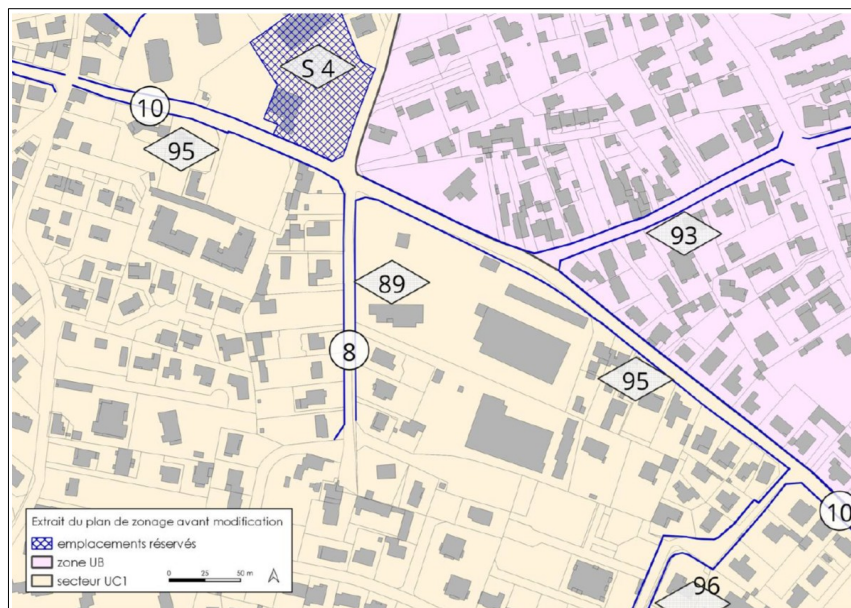 S 4
10
95
93
89
8
95
10
96
Extrait du plan de zonage avant modification
emplacements réservés
zone UB
secteur UC1
0 25 50 m